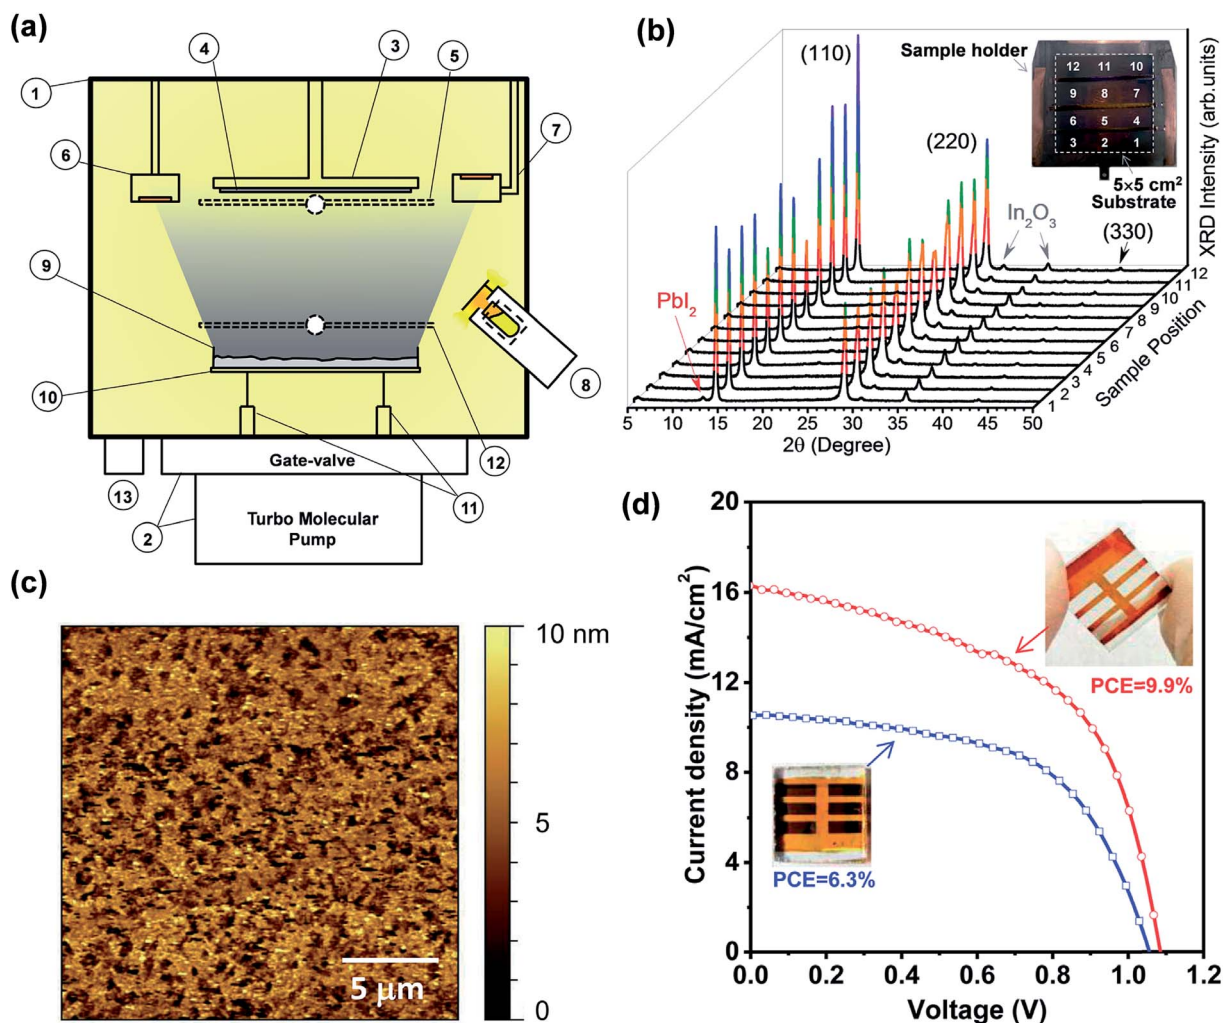 (a)
1
2
3
4
5
6
7
8
9
10
11
12
13
Gate-valve
Turbo Molecular
Pump
(b)
(110)
(220)
(330)
In2O3
PbI2
Sample holder
12 11 10
9 8 7
6 5 4
3 2 1
5×5 cm²
Substrate
XRD Intensity (arb.units)
Sample Position
1 2 3 4 5 6 7 8 9 10 11 12
5 10 15 20 25 30 35 40 45 50
2θ (Degree)
(c)
10 nm
5
0
5 μm
(d)
Current density (mA/cm²)
20
16
12
8
4
0
0.0 0.2 0.4 0.6 0.8 1.0 1.2
Voltage (V)
PCE=9.9%
PCE=6.3%